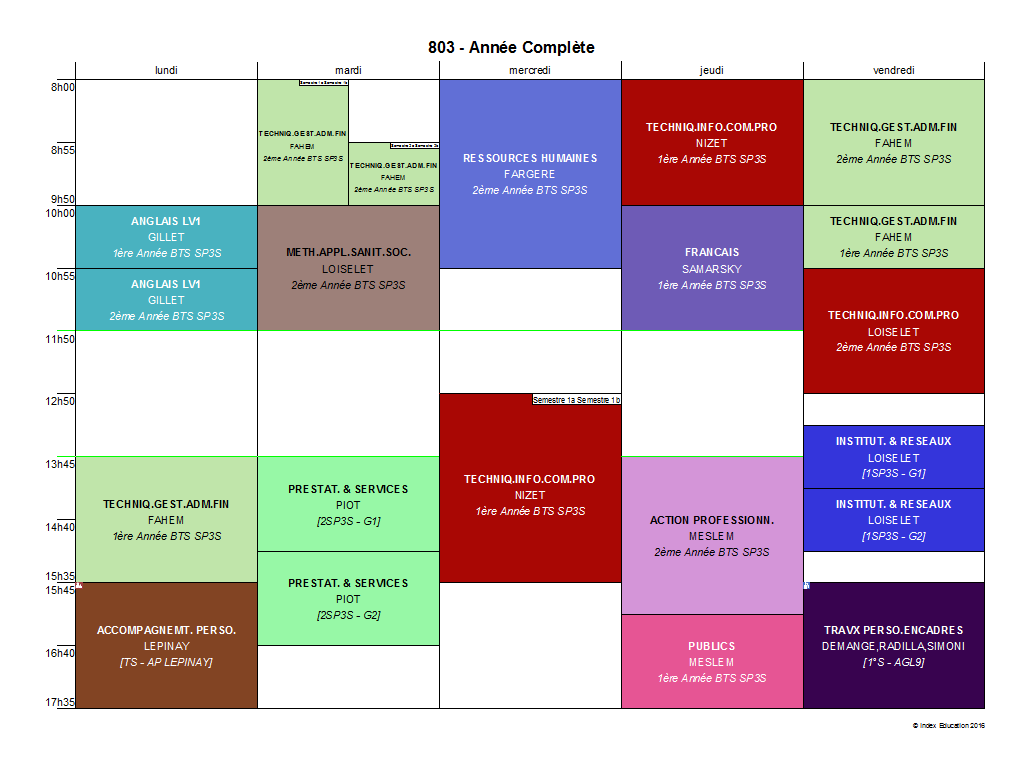 803 - Année Complète
lundi
mardi
mercredi
jeudi
vendredi
8h00
8h55
9h50
10h00
10h55
11h50
12h50
13h45
14h40
15h35
15h45
16h40
17h35
ANGLAIS LV1
GILLET
1ère Année BTS SP3S
ANGLAIS LV1
GILLET
2ème Année BTS SP3S
TECHNIQ.GEST.ADM.FIN
FAHEM
1ère Année BTS SP3S
ACCOMPAGNEMT. PERSO.
LEPINAY
[TS - AP LEPINAY]
Semestre 1a Semestre 1b
TECHNIQ.GEST.ADM.FIN
FAHEM
2ème Année BTS SP3S
Semestre 2a Semestre 2b
TECHNIQ.GEST.ADM.FIN
FAHEM
2ème Année BTS SP3S
METH.APPL.SANIT.SOC.
LOISELET
2ème Année BTS SP3S
PRESTAT. & SERVICES
PIOT
[2SP3S - G1]
PRESTAT. & SERVICES
PIOT
[2SP3S - G2]
RESSOURCES HUMAINES
FARGERE
2ème Année BTS SP3S
Semestre 1a Semestre 1b
TECHNIQ.INFO.COM.PRO
NIZET
1ère Année BTS SP3S
TECHNIQ.INFO.COM.PRO
NIZET
1ère Année BTS SP3S
FRANCAIS
SAMARSKY
1ère Année BTS SP3S
ACTION PROFESSIONN.
MESLEM
2ème Année BTS SP3S
PUBLICS
MESLEM
1ère Année BTS SP3S
TECHNIQ.GEST.ADM.FIN
FAHEM
2ème Année BTS SP3S
TECHNIQ.GEST.ADM.FIN
FAHEM
1ère Année BTS SP3S
TECHNIQ.INFO.COM.PRO
LOISELET
2ème Année BTS SP3S
INSTITUT. & RESEAUX
LOISELET
[1SP3S - G1]
INSTITUT. & RESEAUX
LOISELET
[1SP3S - G2]
TRAVX PERSO.ENCADRES
DEMANGE,RADILLA,SIMONI
[1°S - AGL9]
© Index Education 2016